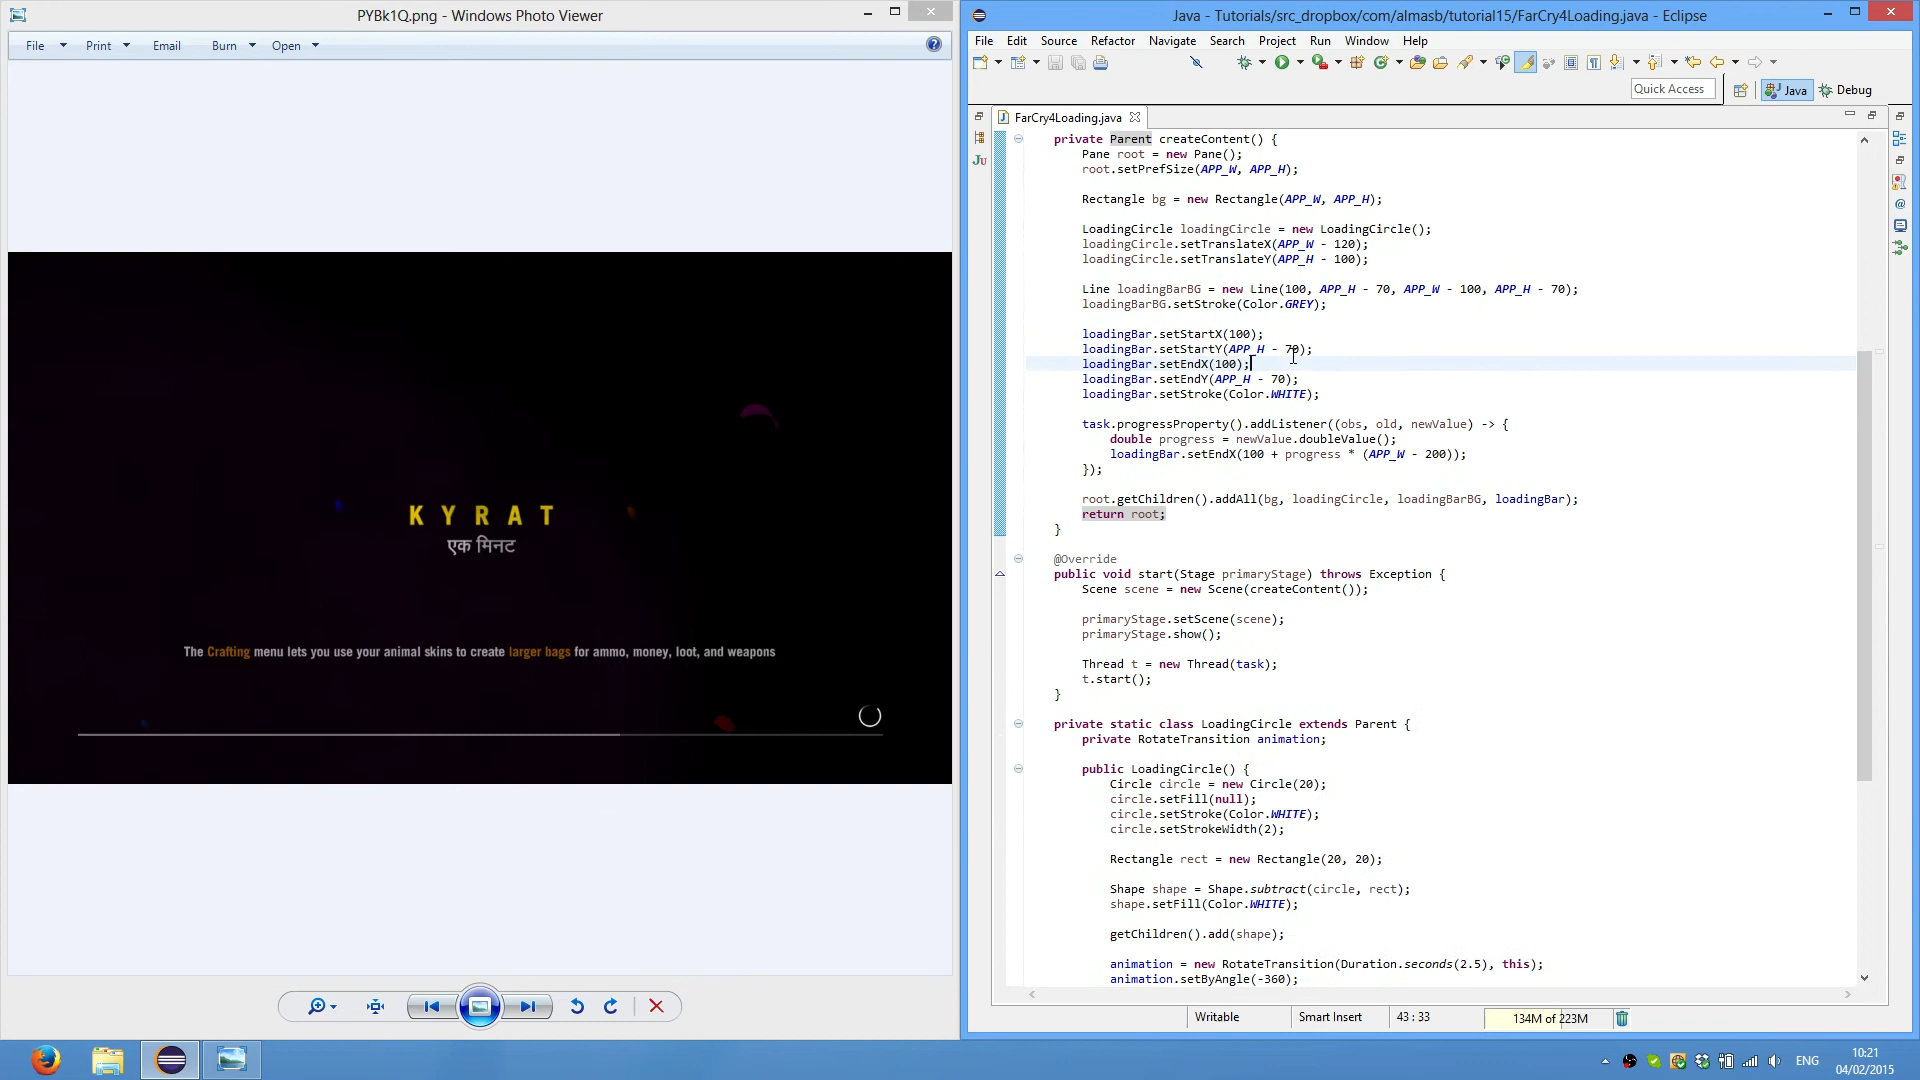 PYBk1Q.png - Windows Photo Viewer
File Print Email Burn Open
KYRAT
एक मिनट
The Crafting menu lets you use your animal skins to create larger bags for ammo, money, loot, and weapons
Java - Tutorials/src_dropbox/com/almasb/tutorial15/FarCry4Loading.java - Eclipse
File Edit Source Refactor Navigate Search Project Run Window Help
Quick Access
Java
Debug
FarCry4Loading.java
private Parent createContent() {
Pane root = new Pane();
root.setPrefSize(APP_W, APP_H);
Rectangle bg = new Rectangle(APP_W, APP_H);
LoadingCircle loadingCircle = new LoadingCircle();
loadingCircle.setTranslateX(APP_W - 120);
loadingCircle.setTranslateY(APP_H - 100);
Line loadingBarBG = new Line(100, APP_H - 70, APP_W - 100, APP_H - 70);
loadingBarBG.setStroke(Color.GREY);
loadingBar.setStartX(100);
loadingBar.setStartY(APP_H - 70);
loadingBar.setEndX(100);
loadingBar.setEndY(APP_H - 70);
loadingBar.setStroke(Color.WHITE);
task.progressProperty().addListener((obs, old, newValue) -> {
double progress = newValue.doubleValue();
loadingBar.setEndX(100 + progress * (APP_W - 200));
});
root.getChildren().addAll(bg, loadingCircle, loadingBarBG, loadingBar);
return root;
}
@Override
public void start(Stage primaryStage) throws Exception {
Scene scene = new Scene(createContent());
primaryStage.setScene(scene);
primaryStage.show();
Thread t = new Thread(task);
t.start();
}
private static class LoadingCircle extends Parent {
private RotateTransition animation;
public LoadingCircle() {
Circle circle = new Circle(20);
circle.setFill(null);
circle.setStroke(Color.WHITE);
circle.setStrokeWidth(2);
Rectangle rect = new Rectangle(20, 20);
Shape shape = Shape.subtract(circle, rect);
shape.setFill(Color.WHITE);
getChildren().add(shape);
animation = new RotateTransition(Duration.seconds(2.5), this);
animation.setByAngle(-360);
Writable Smart Insert 43 : 33 134M of 223M
ENG
10:21
04/02/2015